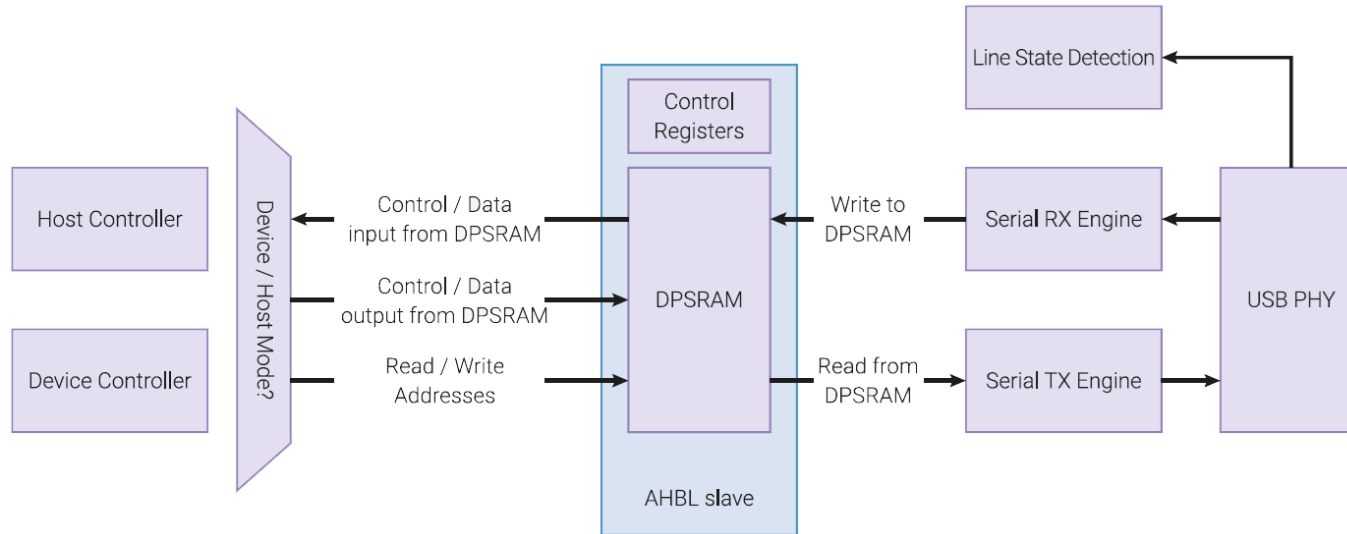 Line State Detection
Control
Registers
Host Controller
Device / Host Mode?
Control / Data
input from DPSRAM
Write to
DPSRAM
Serial RX Engine
Control / Data
output from DPSRAM
DPSRAM
USB PHY
Device Controller
Read / Write
Addresses
Read from
DPSRAM
Serial TX Engine
AHBL slave